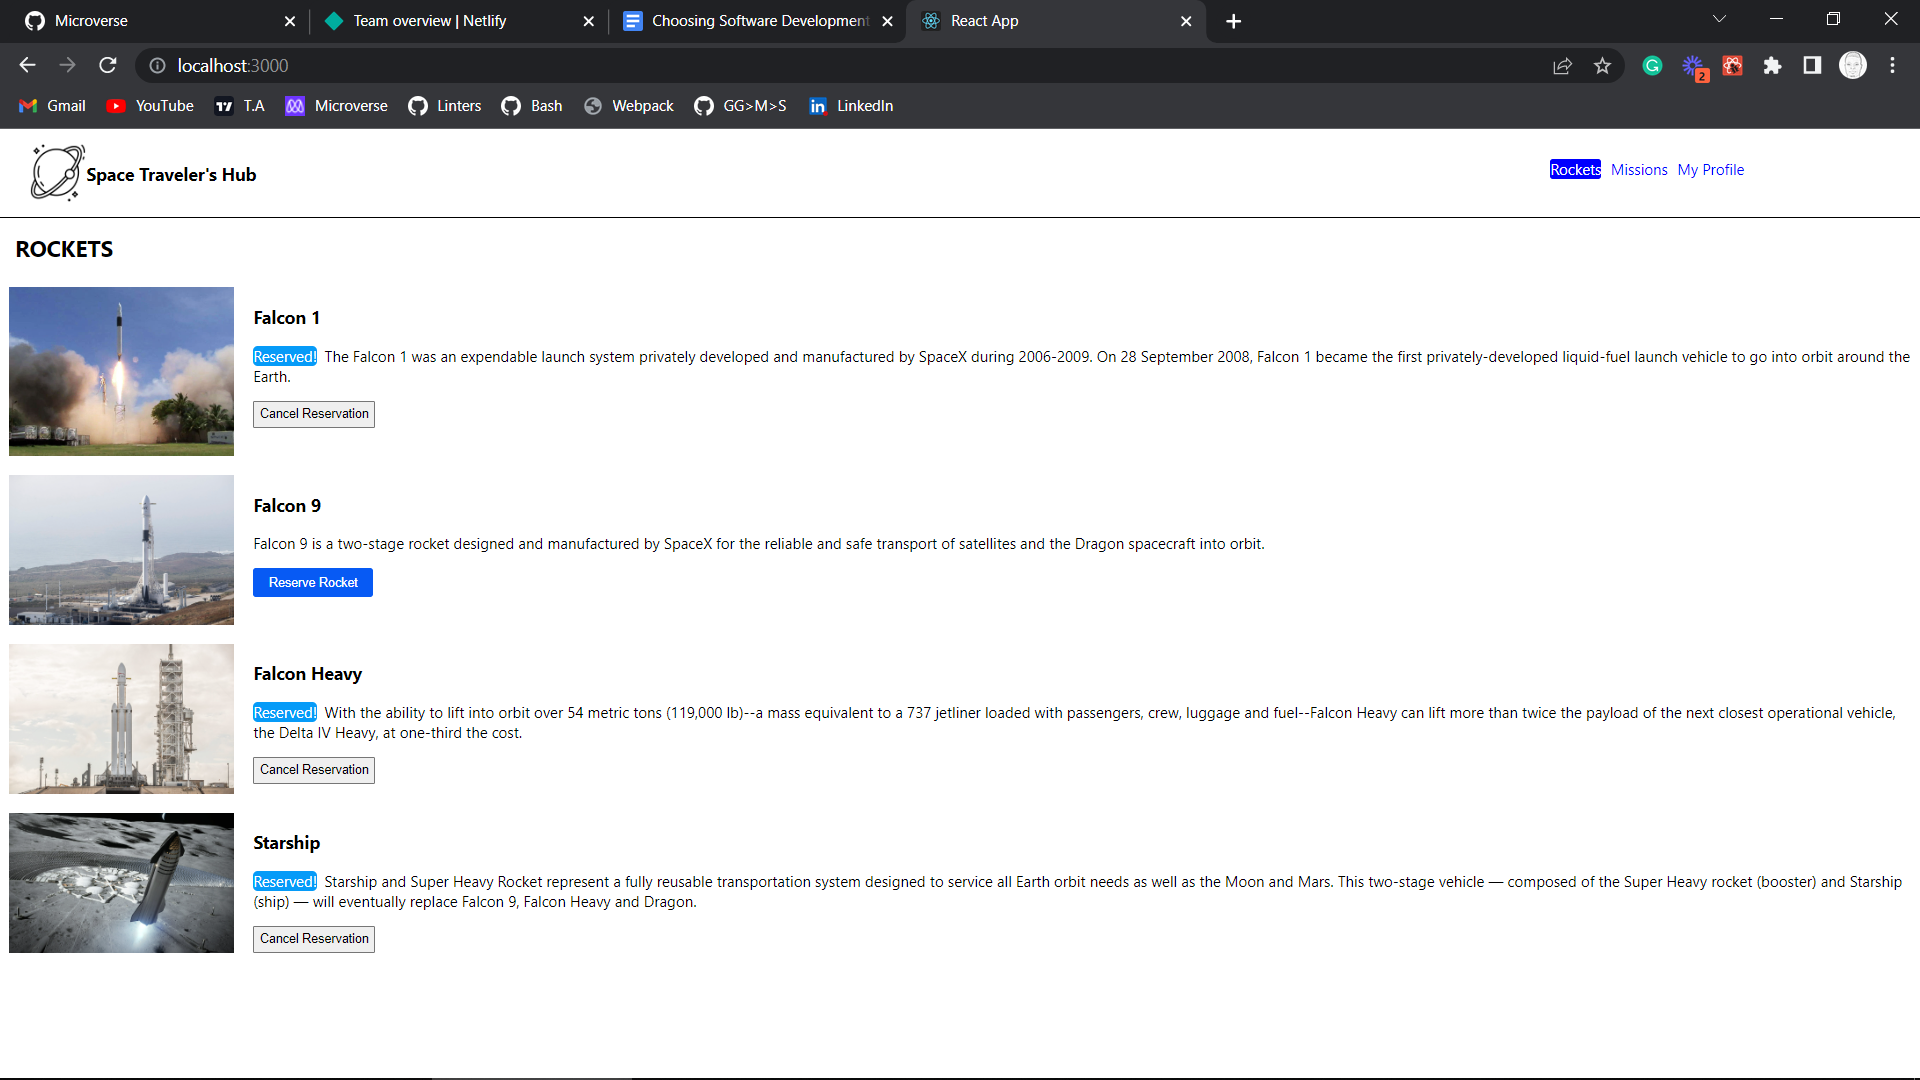 Microverse
Team overview | Netlify
Choosing Software Development
React App
localhost:3000
2
Gmail
YouTube
T.A
Microverse
Linters
Bash
Webpack
GG>M>S
LinkedIn
Space Traveler's Hub
Rockets
Missions
My Profile
ROCKETS
Falcon 1
Reserved! The Falcon 1 was an expendable launch system privately developed and manufactured by SpaceX during 2006-2009. On 28 September 2008, Falcon 1 became the first privately-developed liquid-fuel launch vehicle to go into orbit around the
Earth.
Cancel Reservation
Falcon 9
Falcon 9 is a two-stage rocket designed and manufactured by SpaceX for the reliable and safe transport of satellites and the Dragon spacecraft into orbit.
Reserve Rocket
Falcon Heavy
Reserved! With the ability to lift into orbit over 54 metric tons (119,000 lb)--a mass equivalent to a 737 jetliner loaded with passengers, crew, luggage and fuel--Falcon Heavy can lift more than twice the payload of the next closest operational vehicle,
the Delta IV Heavy, at one-third the cost.
Cancel Reservation
Starship
Reserved! Starship and Super Heavy Rocket represent a fully reusable transportation system designed to service all Earth orbit needs as well as the Moon and Mars. This two-stage vehicle — composed of the Super Heavy rocket (booster) and Starship
(ship) — will eventually replace Falcon 9, Falcon Heavy and Dragon.
Cancel Reservation